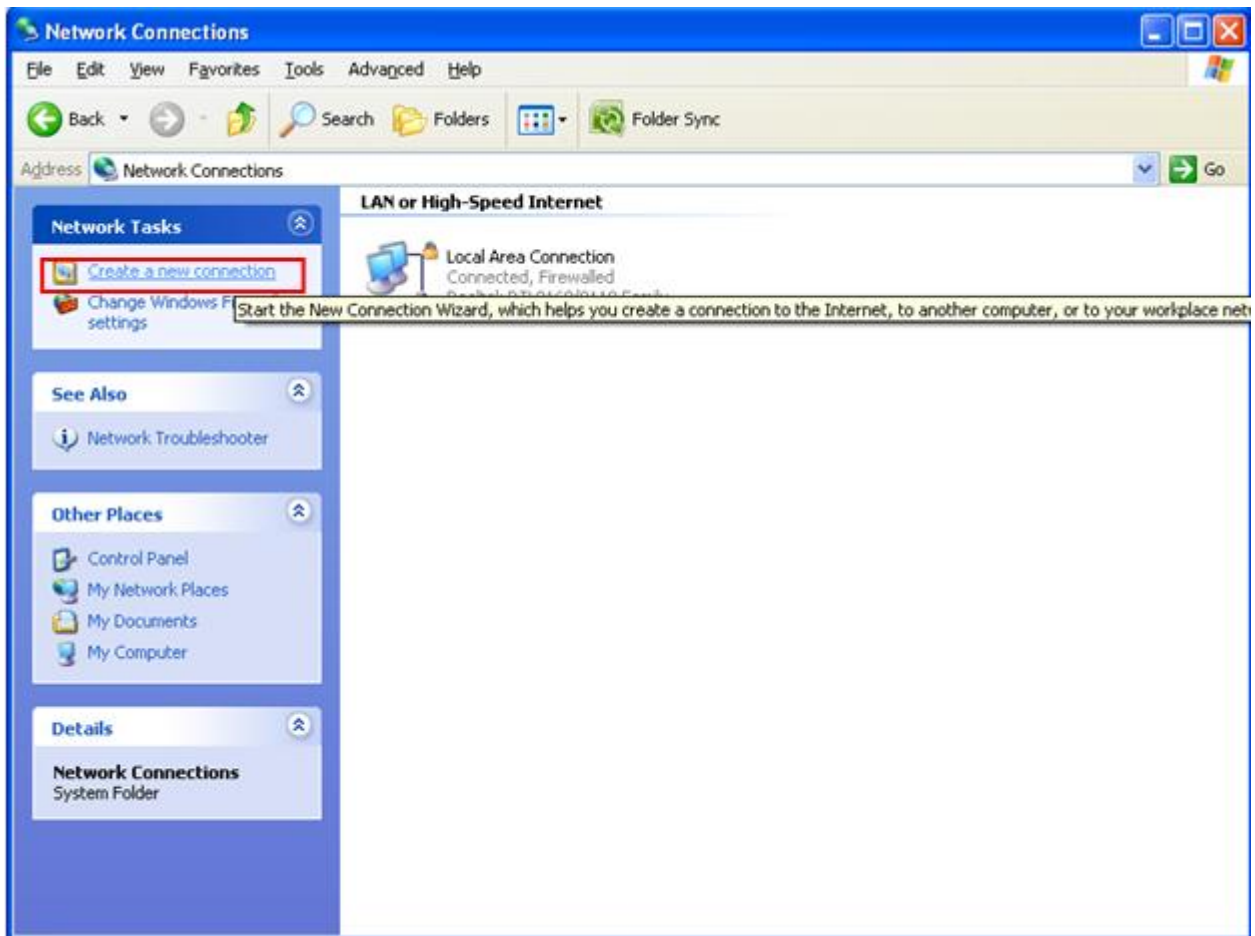 Network Connections
File Edit View Favorites Tools Advanced Help
Back Search Folders Folder Sync
Address Network Connections Go
Network Tasks
Create a new connection
Change Windows
settings
See Also
Network Troubleshooter
Other Places
Control Panel
My Network Places
My Documents
My Computer
Details
Network Connections
System Folder
LAN or High-Speed Internet
Local Area Connection
Connected, Firewalled
Start the New Connection Wizard, which helps you create a connection to the Internet, to another computer, or to your workplace